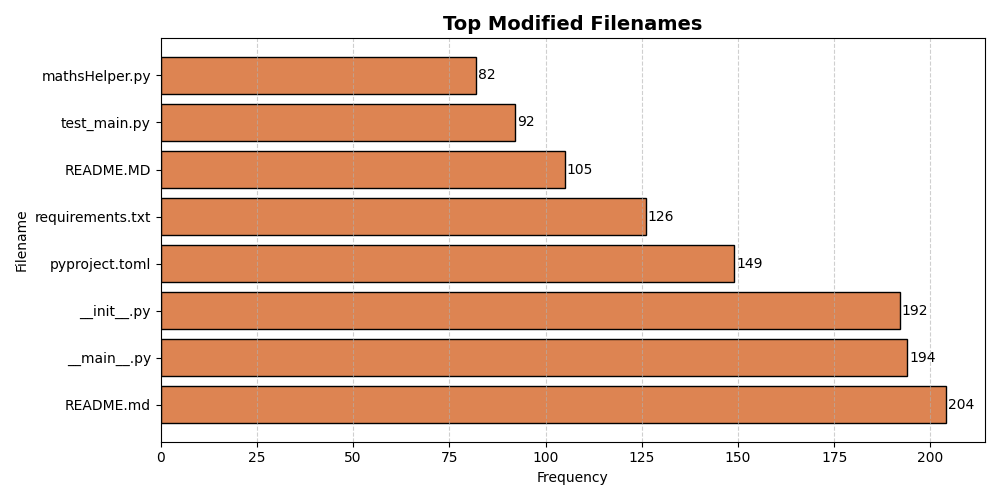 Top Modified Filenames
Filename
mathsHelper.py 82
test_main.py 92
README.MD 105
requirements.txt 126
pyproject.toml 149
__init__.py 192
__main__.py 194
README.md 204
0 25 50 75 100 125 150 175 200
Frequency